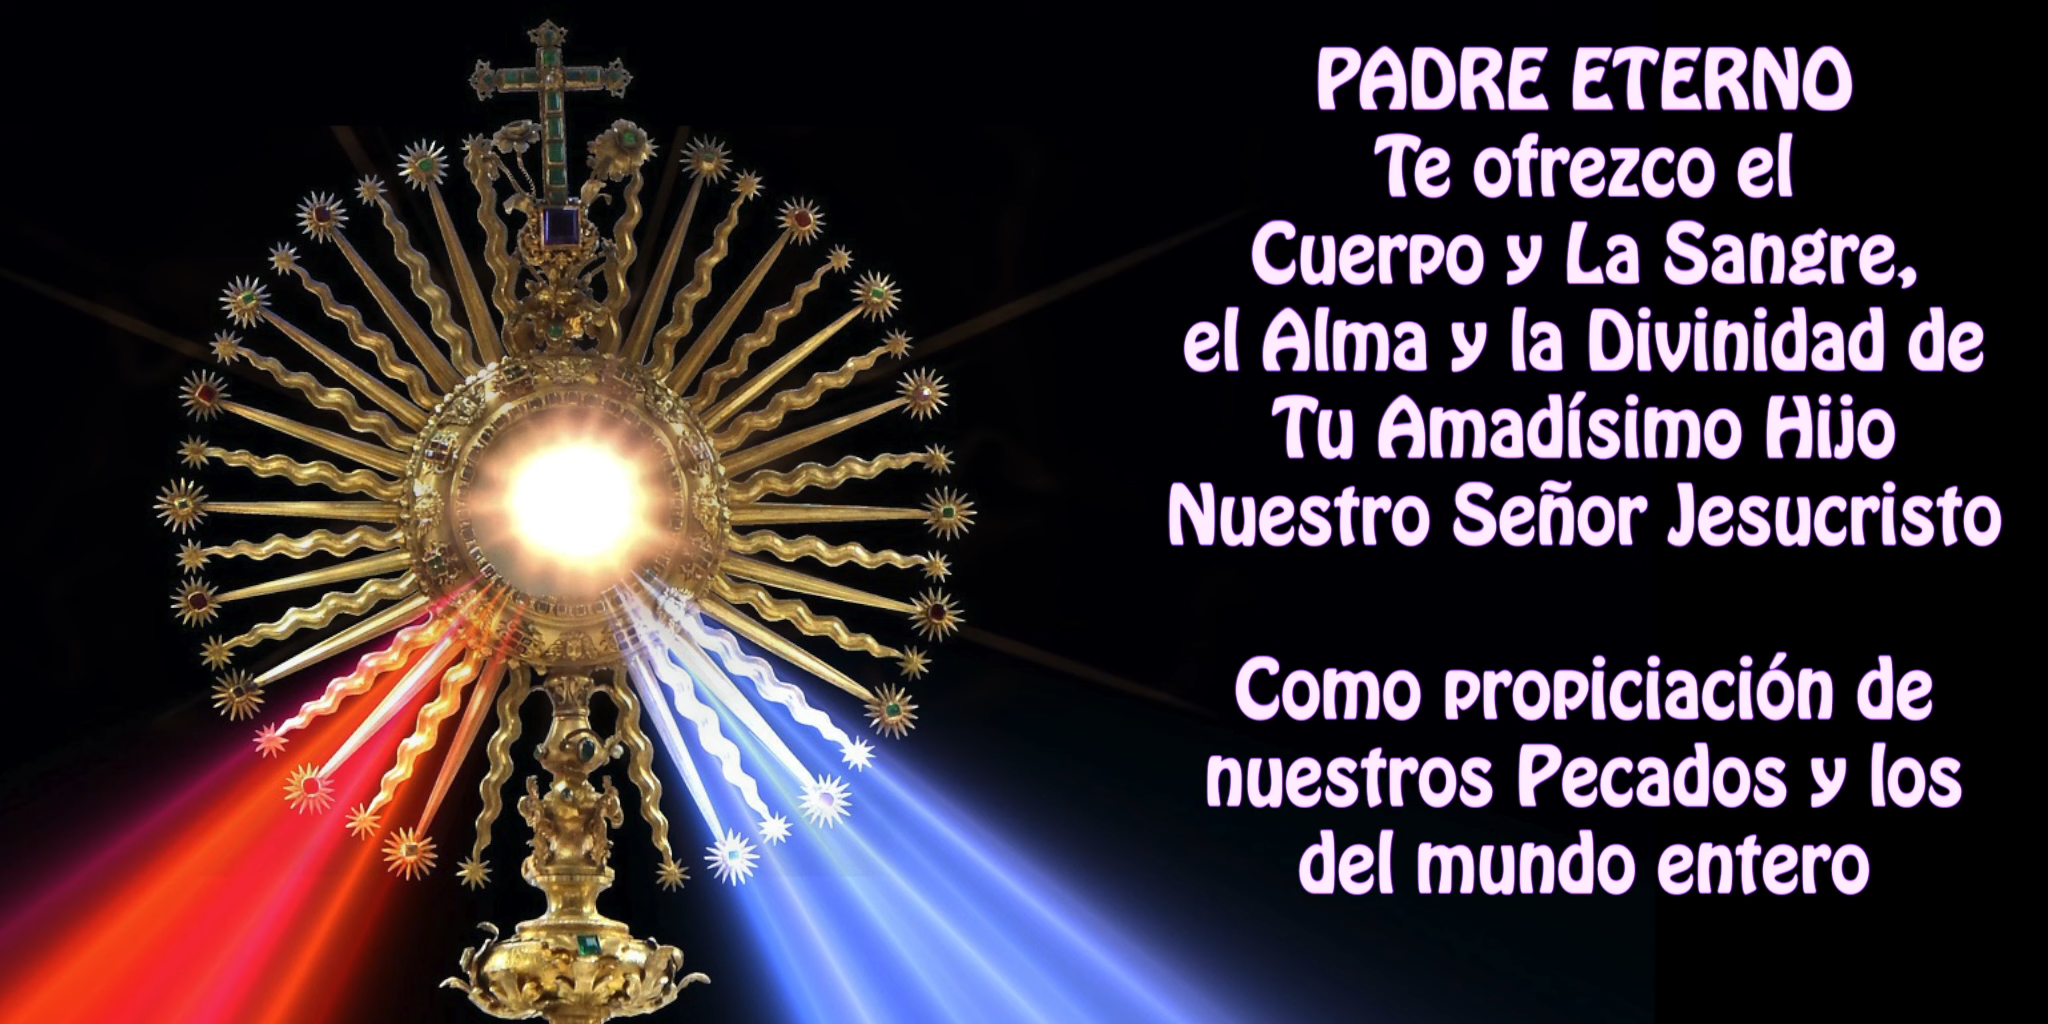 PADRE ETERNO
Te ofrezco el
Cuerpo y La Sangre,
el Alma y la Divinidad de
Tu Amadísimo Hijo
Nuestro Señor Jesucristo
Como propiciación de
nuestros Pecados y los
del mundo entero